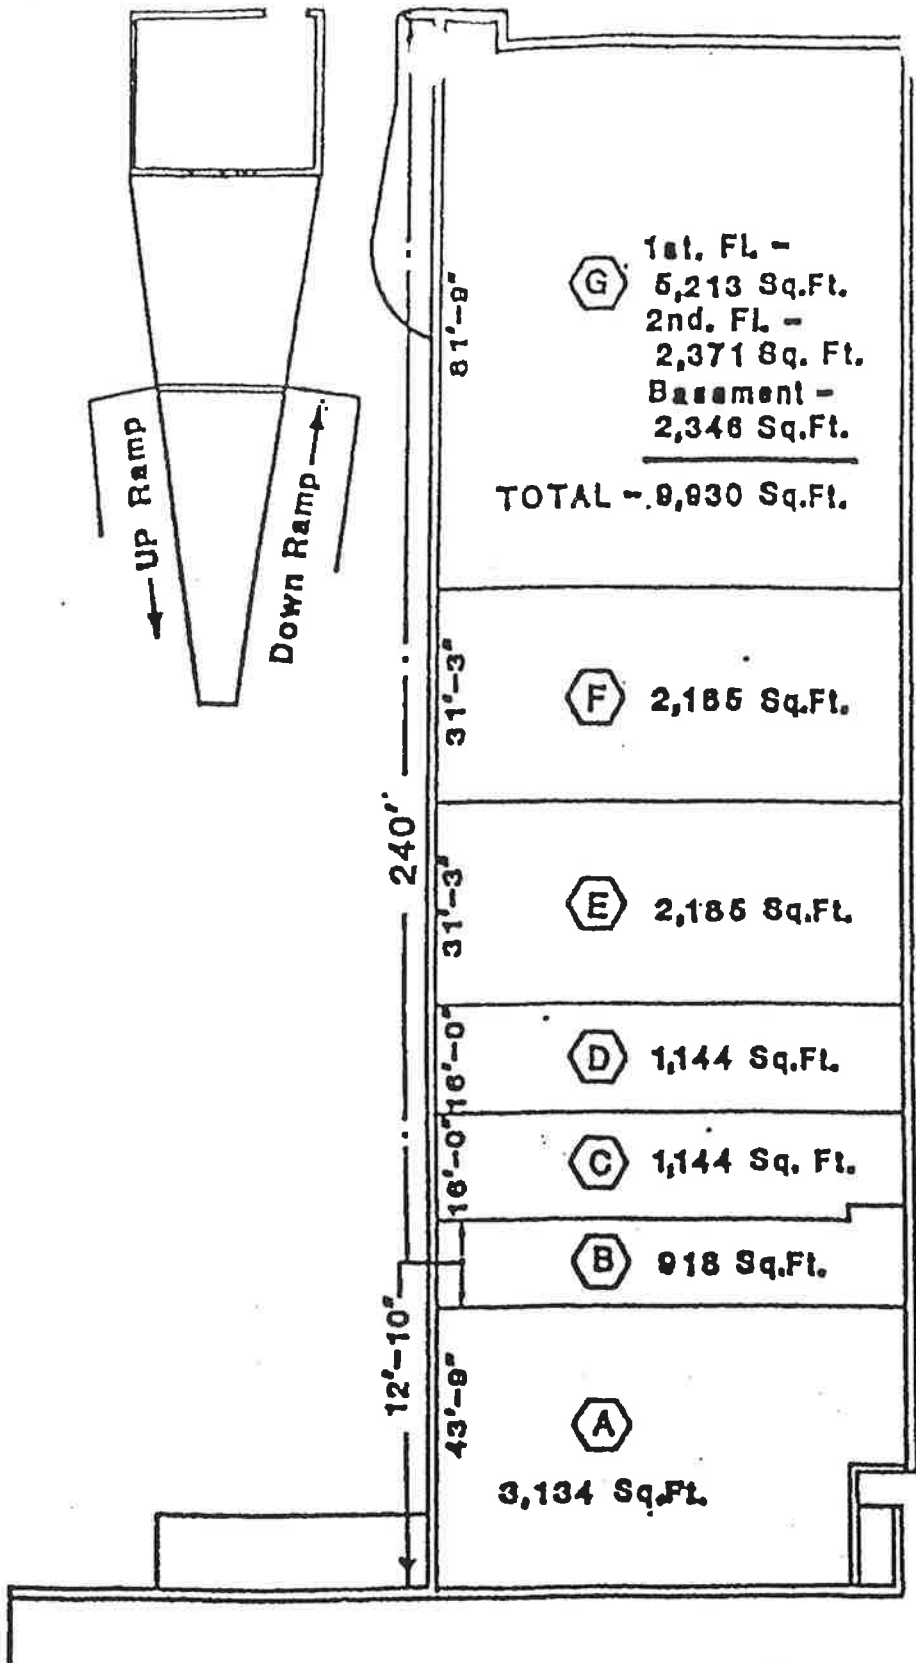 1st. Fl. -
G 5,213 Sq.Ft.
2nd. Fl. -
2,371 Sq. Ft.
Basement -
2,346 Sq.Ft.
TOTAL - 9,930 Sq.Ft.
81'-9"
UP Ramp
Down Ramp
31'-3"
F 2,185 Sq.Ft.
240'
31'-3"
E 2,185 Sq.Ft.
16'-0"
D 1,144 Sq.Ft.
16'-0"
C 1,144 Sq. Ft.
B 918 Sq.Ft.
12'-10"
43'-9"
A
3,134 Sq.Ft.